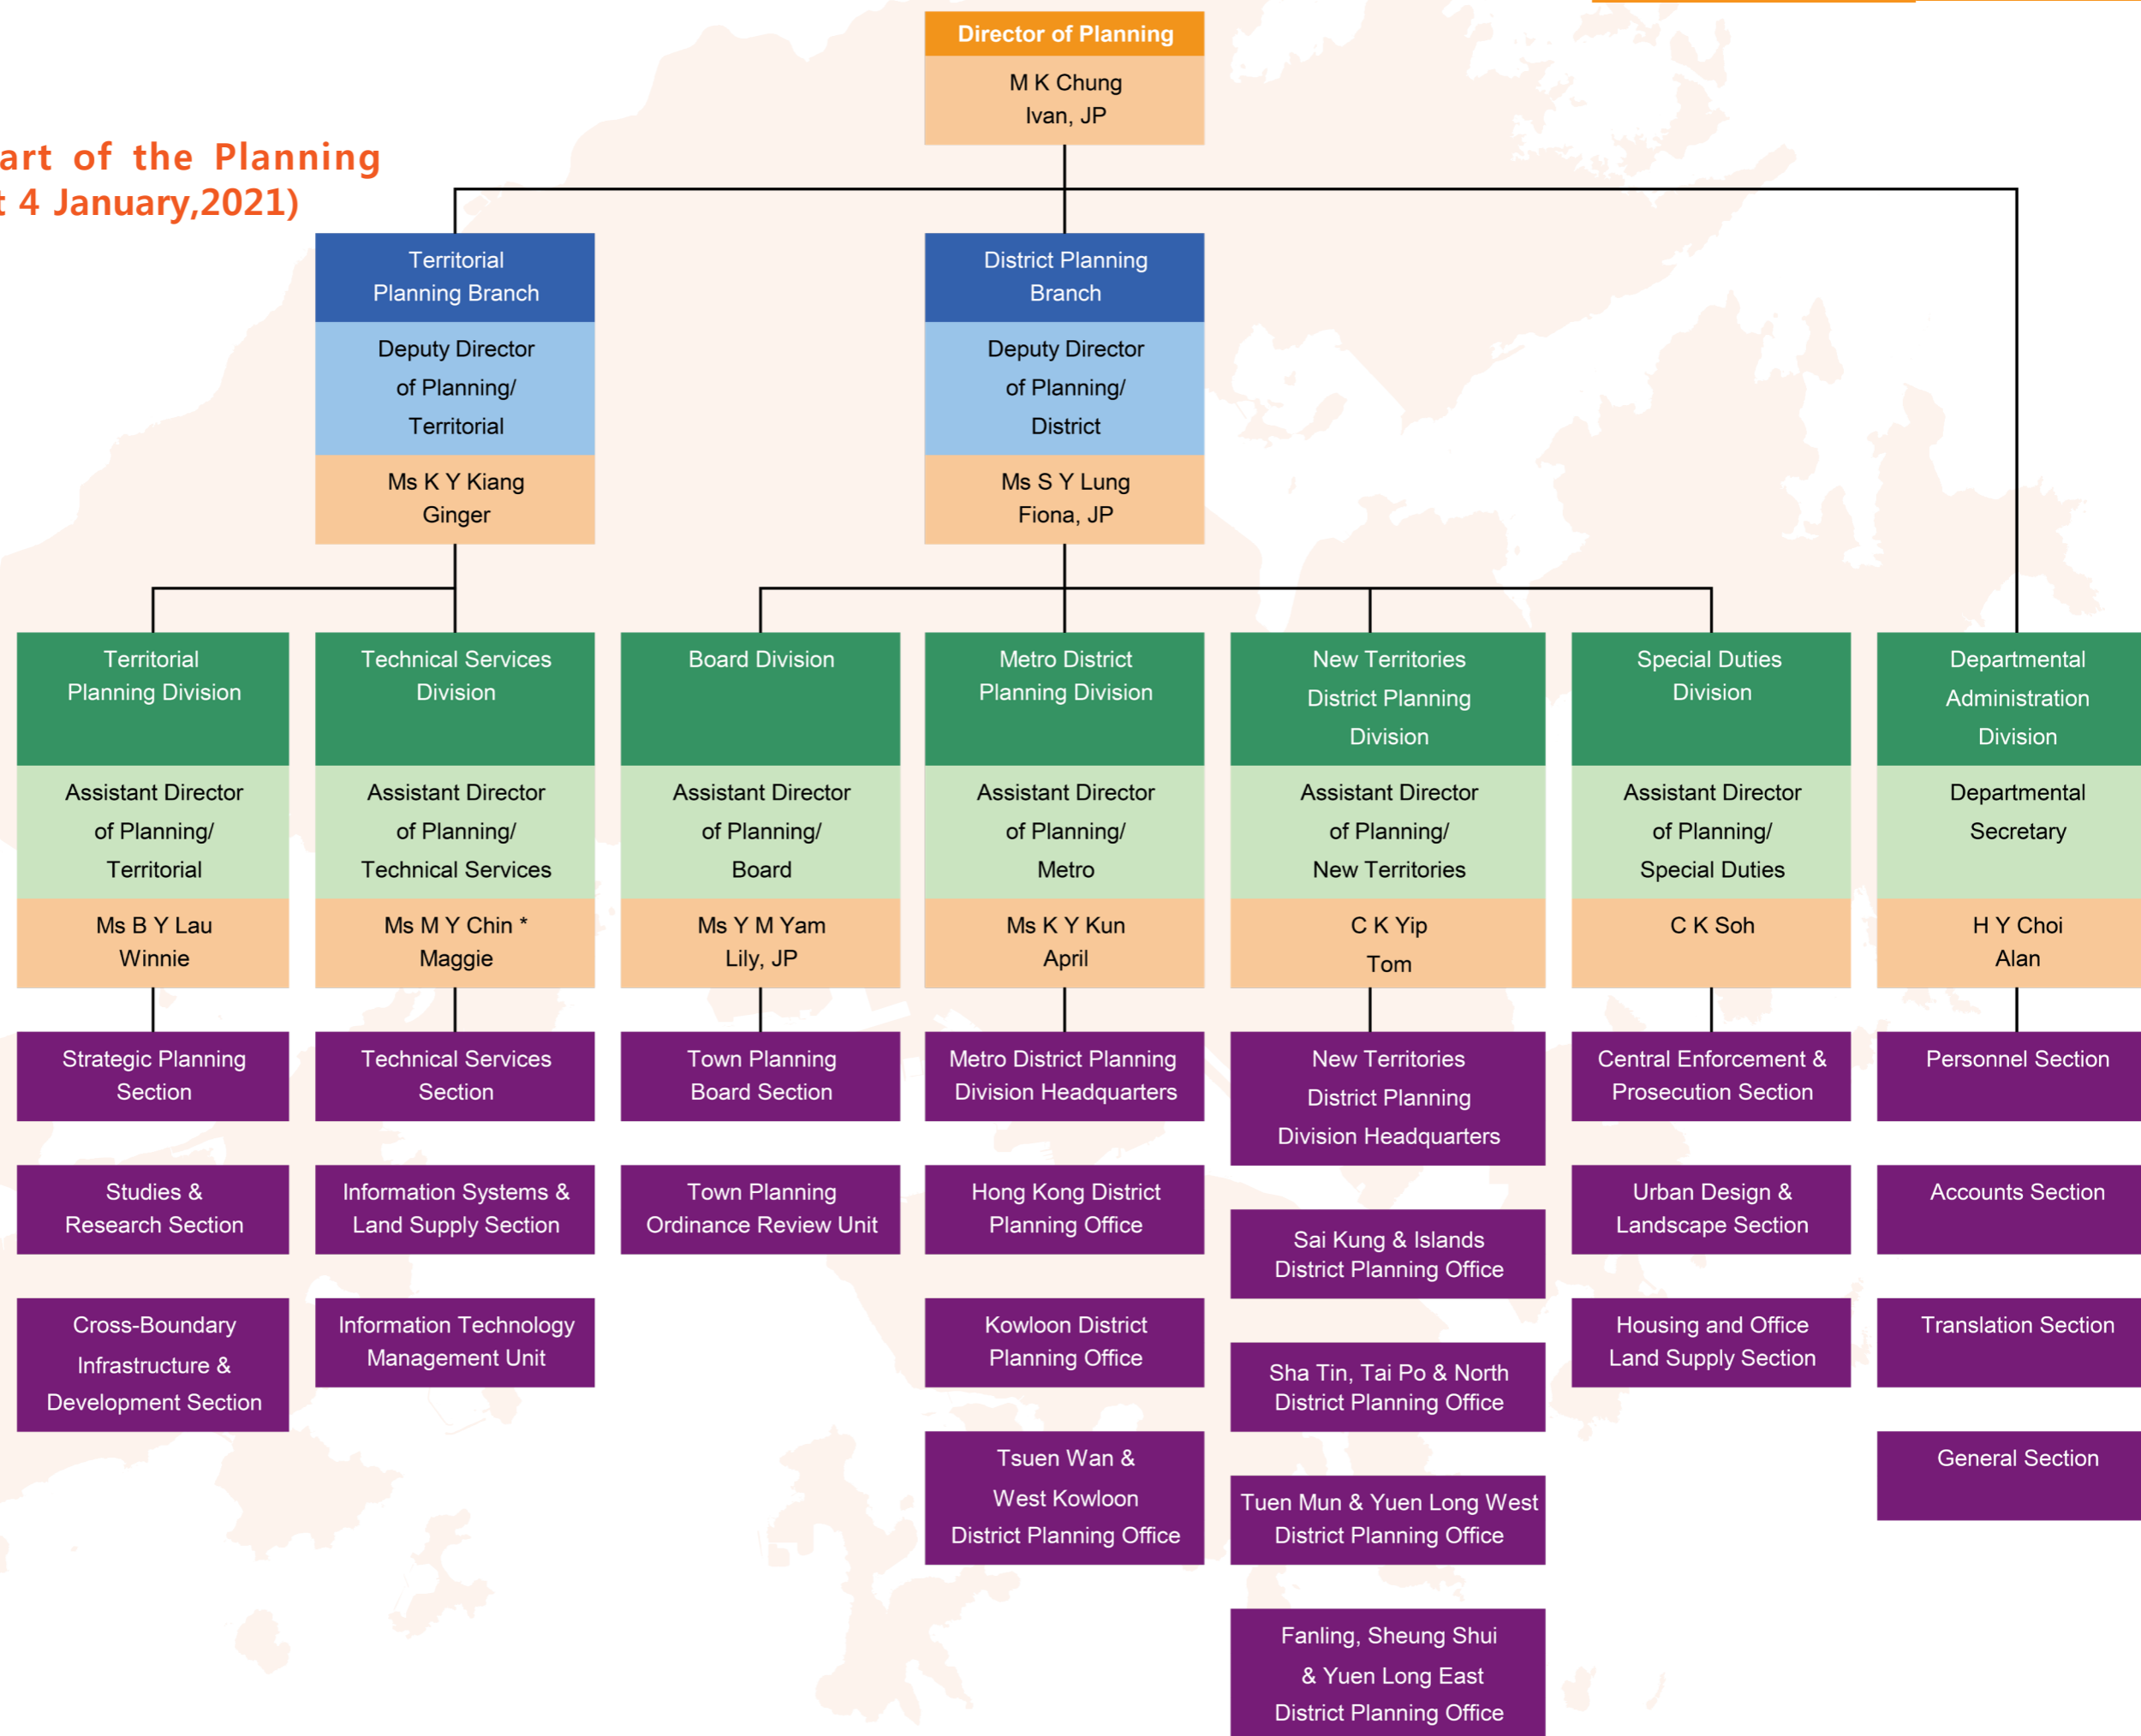 Director of Planning
M K Chung
Ivan, JP
art of the Planning
t 4 January,2021)
Territorial
Planning Branch
Deputy Director
of Planning/
Territorial
Ms K Y Kiang
Ginger
District Planning
Branch
Deputy Director
of Planning/
District
Ms S Y Lung
Fiona, JP
Territorial
Planning Division
Assistant Director
of Planning/
Territorial
Ms B Y Lau
Winnie
Strategic Planning
Section
Studies &
Research Section
Cross-Boundary
Infrastructure &
Development Section
Technical Services
Division
Assistant Director
of Planning/
Technical Services
Ms M Y Chin *
Maggie
Technical Services
Section
Information Systems &
Land Supply Section
Information Technology
Management Unit
Board Division
Assistant Director
of Planning/
Board
Ms Y M Yam
Lily, JP
Town Planning
Board Section
Town Planning
Ordinance Review Unit
Metro District
Planning Division
Assistant Director
of Planning/
Metro
Ms K Y Kun
April
Metro District Planning
Division Headquarters
Hong Kong District
Planning Office
Kowloon District
Planning Office
Tsuen Wan &
West Kowloon
District Planning Office
New Territories
District Planning
Division
Assistant Director
of Planning/
New Territories
C K Yip
Tom
New Territories
District Planning
Division Headquarters
Sai Kung & Islands
District Planning Office
Sha Tin, Tai Po & North
District Planning Office
Tuen Mun & Yuen Long West
District Planning Office
Fanling, Sheung Shui
& Yuen Long East
District Planning Office
Special Duties
Division
Assistant Director
of Planning/
Special Duties
C K Soh
Central Enforcement &
Prosecution Section
Urban Design &
Landscape Section
Housing and Office
Land Supply Section
Departmental
Administration
Division
Departmental
Secretary
H Y Choi
Alan
Personnel Section
Accounts Section
Translation Section
General Section